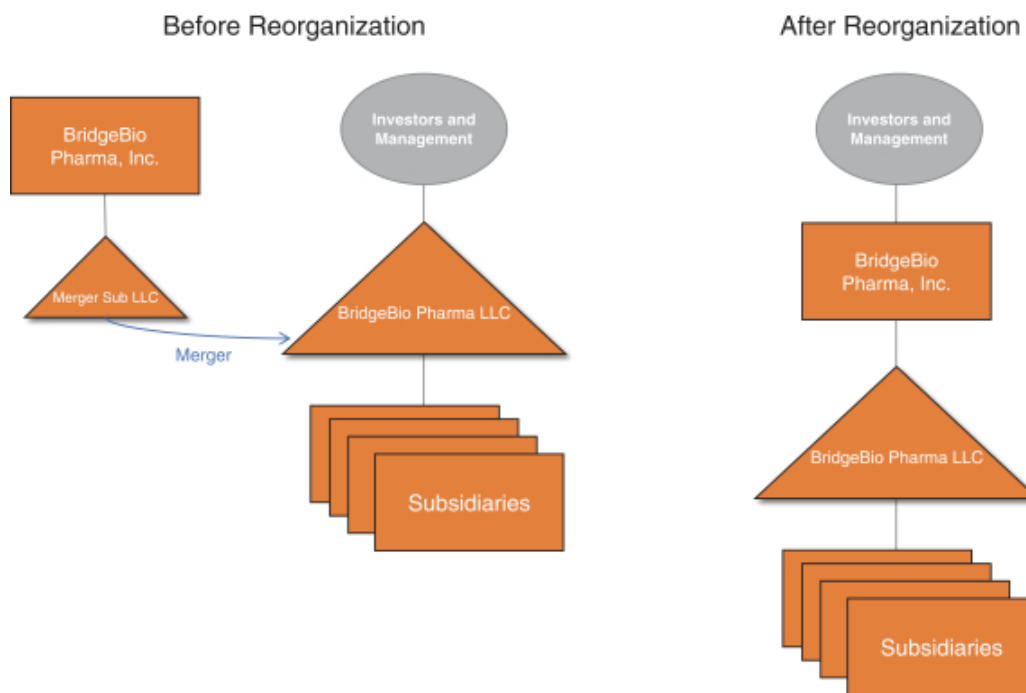 Before Reorganization
BridgeBio
Pharma, Inc.
Merger Sub LLC
Merger
Investors and
Management
BridgeBio Pharma LLC
Subsidiaries
After Reorganization
Investors and
Management
BridgeBio
Pharma, Inc.
BridgeBio Pharma LLC
Subsidiaries